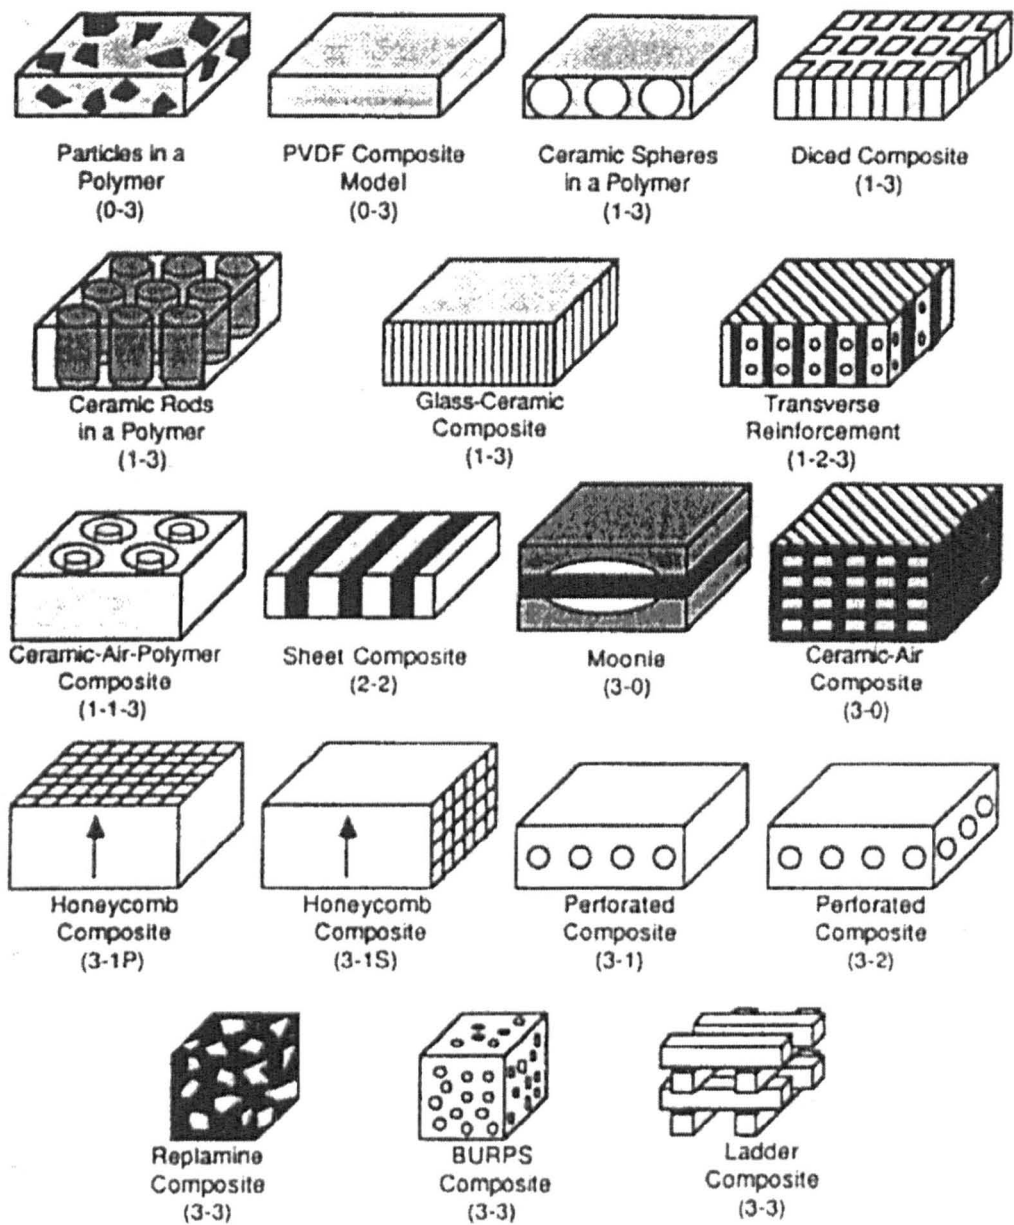 Particles in a
Polymer
(0-3)
PVDF Composite
Model
(0-3)
Ceramic Spheres
in a Polymer
(1-3)
Diced Composite
(1-3)
Ceramic Rods
in a Polymer
(1-3)
Glass-Ceramic
Composite
(1-3)
Transverse
Reinforcement
(1-2-3)
Ceramic-Air-Polymer
Composite
(1-1-3)
Sheet Composite
(2-2)
Moonie
(3-0)
Ceramic-Air
Composite
(3-0)
Honeycomb
Composite
(3-1P)
Honeycomb
Composite
(3-1S)
Perforated
Composite
(3-1)
Perforated
Composite
(3-2)
Replamine
Composite
(3-3)
BURPS
Composite
(3-3)
Ladder
Composite
(3-3)